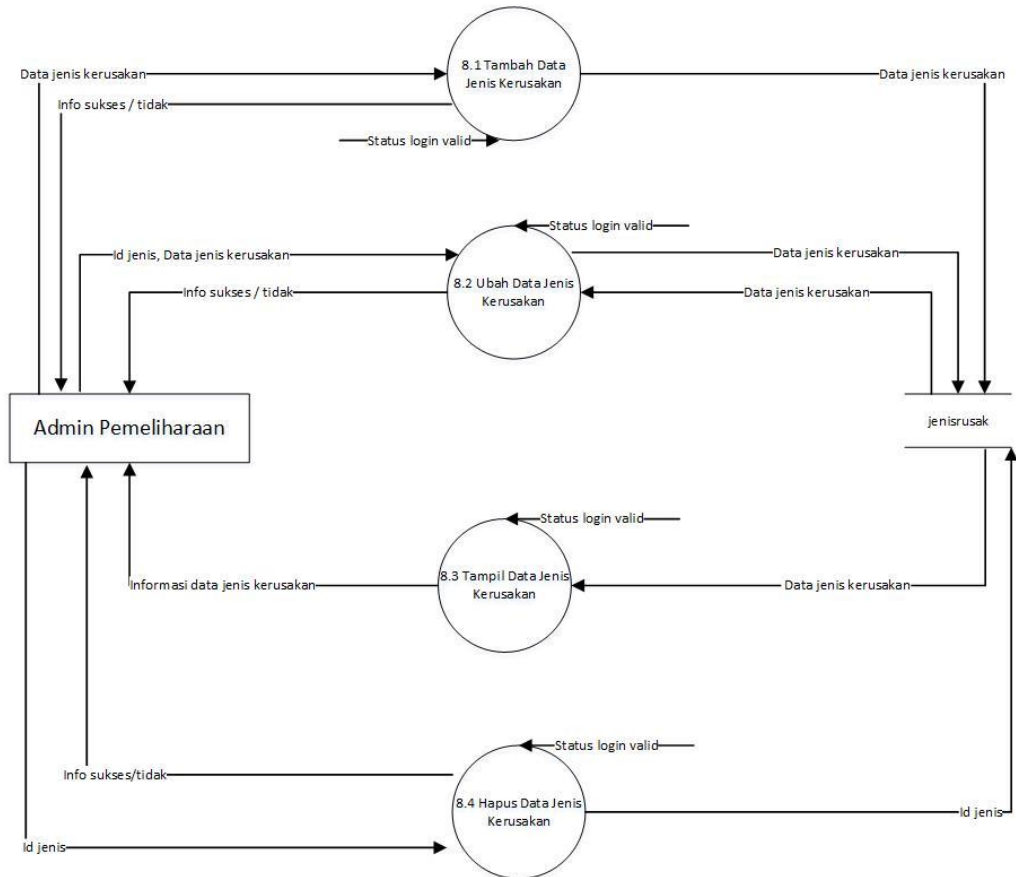 8.1 Tambah Data
Jenis Kerusakan
Data jenis kerusakan
Data jenis kerusakan
Info sukses / tidak
Status login valid
Status login valid
Id jenis, Data jenis kerusakan
Data jenis kerusakan
8.2 Ubah Data Jenis
Kerusakan
Info sukses / tidak
Data jenis kerusakan
Admin Pemeliharaan
jenisrusak
Status login valid
8.3 Tampil Data Jenis
Kerusakan
Informasi data jenis kerusakan
Data jenis kerusakan
Status login valid
Info sukses/tidak
8.4 Hapus Data Jenis
Kerusakan
Id jenis
Id jenis